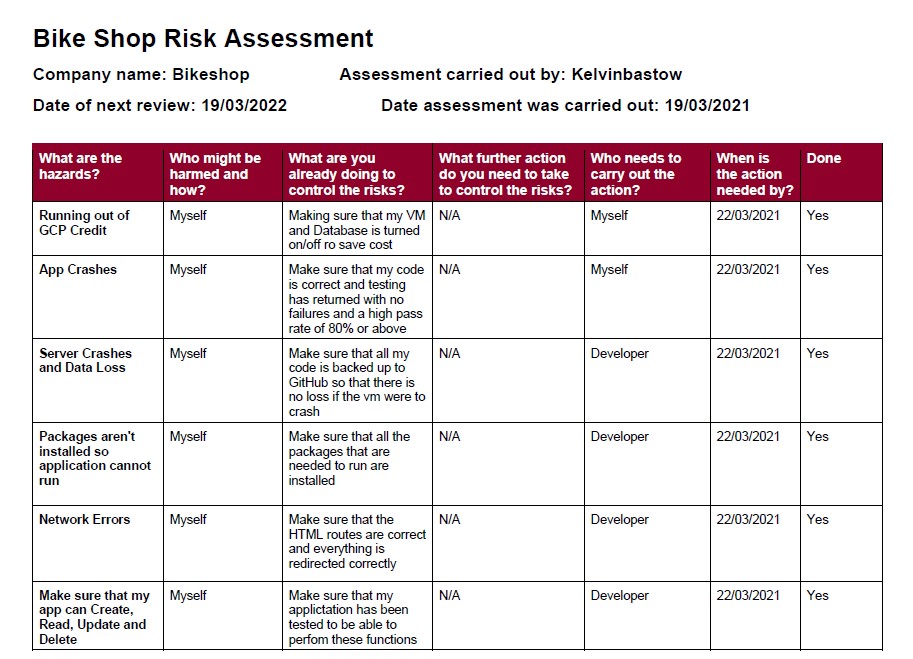 Bike Shop Risk Assessment
Company name: Bikeshop Assessment carried out by: Kelvinbastow
Date of next review: 19/03/2022 Date assessment was carried out: 19/03/2021
What are the
hazards?
Who might be
harmed and
how?
What are you
already doing to
control the risks?
What further action
do you need to take
to control the risks?
Who needs to
carry out the
action?
When is
the action
needed by?
Done
Running out of
GCP Credit
Myself
Making sure that my VM
and Database is turned
on/off ro save cost
N/A
Myself
22/03/2021
Yes
App Crashes
Myself
Make sure that my code
is correct and testing
has returned with no
failures and a high pass
rate of 80% or above
N/A
Myself
22/03/2021
Yes
Server Crashes
and Data Loss
Myself
Make sure that all my
code is backed up to
GitHub so that there is
no loss if the vm were to
crash
N/A
Developer
22/03/2021
Yes
Packages aren't
installed so
application cannot
run
Myself
Make sure that all the
packages that are
needed to run are
installed
N/A
Developer
22/03/2021
Yes
Network Errors
Myself
Make sure that the
HTML routes are correct
and everything is
redirected correctly
N/A
Developer
22/03/2021
Yes
Make sure that my
app can Create,
Read, Update and
Delete
Myself
Make sure that my
applictation has been
tested to be able to
perfom these functions
N/A
Developer
22/03/2021
Yes